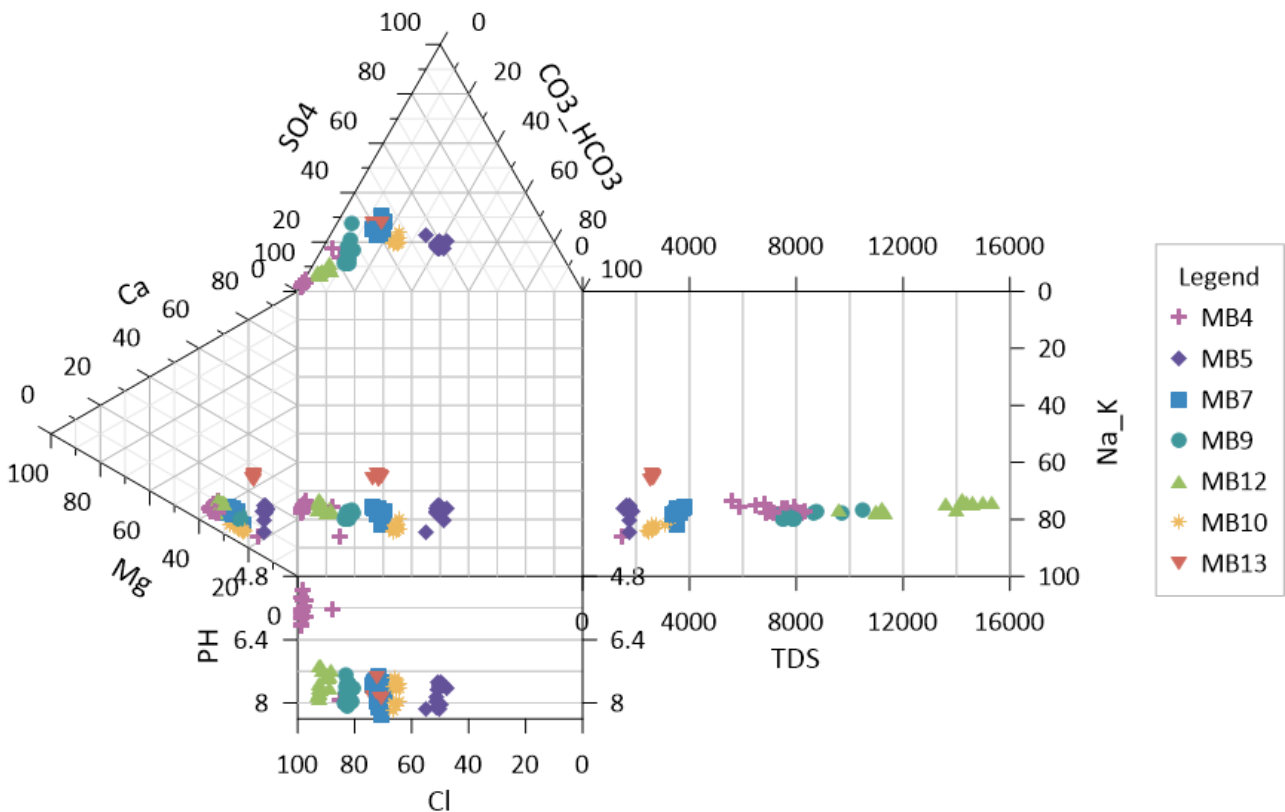 100 0
80 20
SO4 CO3_HCO3
60 40
40 60
20 80
100 0 0 100
4000 8000 12000 16000
Ca
80
60
40
20
0
0
20
40
60
80
100
Na_K
100
80
60
40
20
0
Mg
4.8 4.8
PH
6.4 6.4
8 8
0 4000 8000 12000 16000
TDS
100 80 60 40 20 0
Cl
Legend
MB4
MB5
MB7
MB9
MB12
MB10
MB13